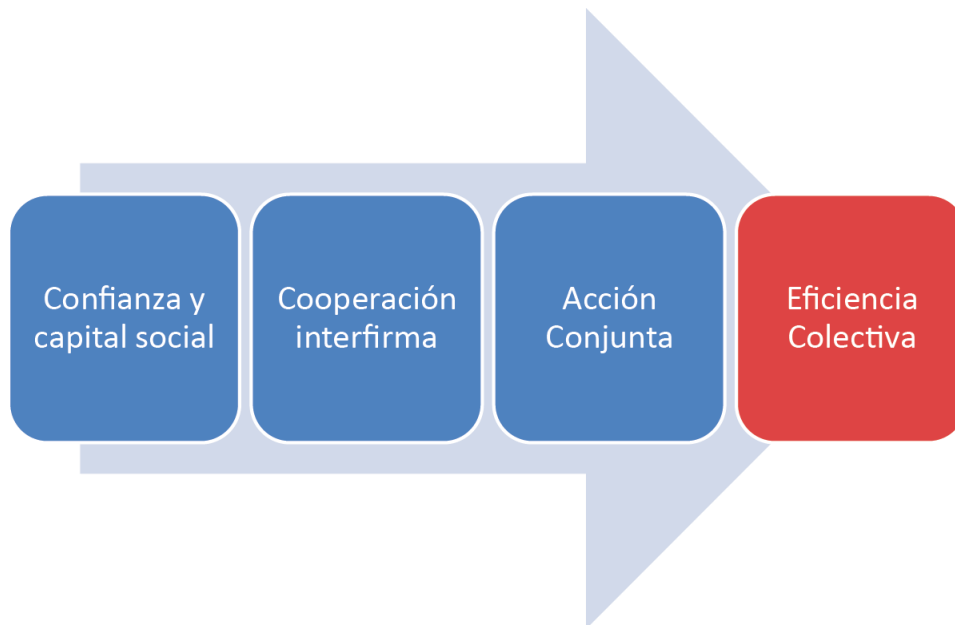 Confianza y
capital social
Cooperación
interfirma
Acción
Conjunta
Eficiencia
Colectiva